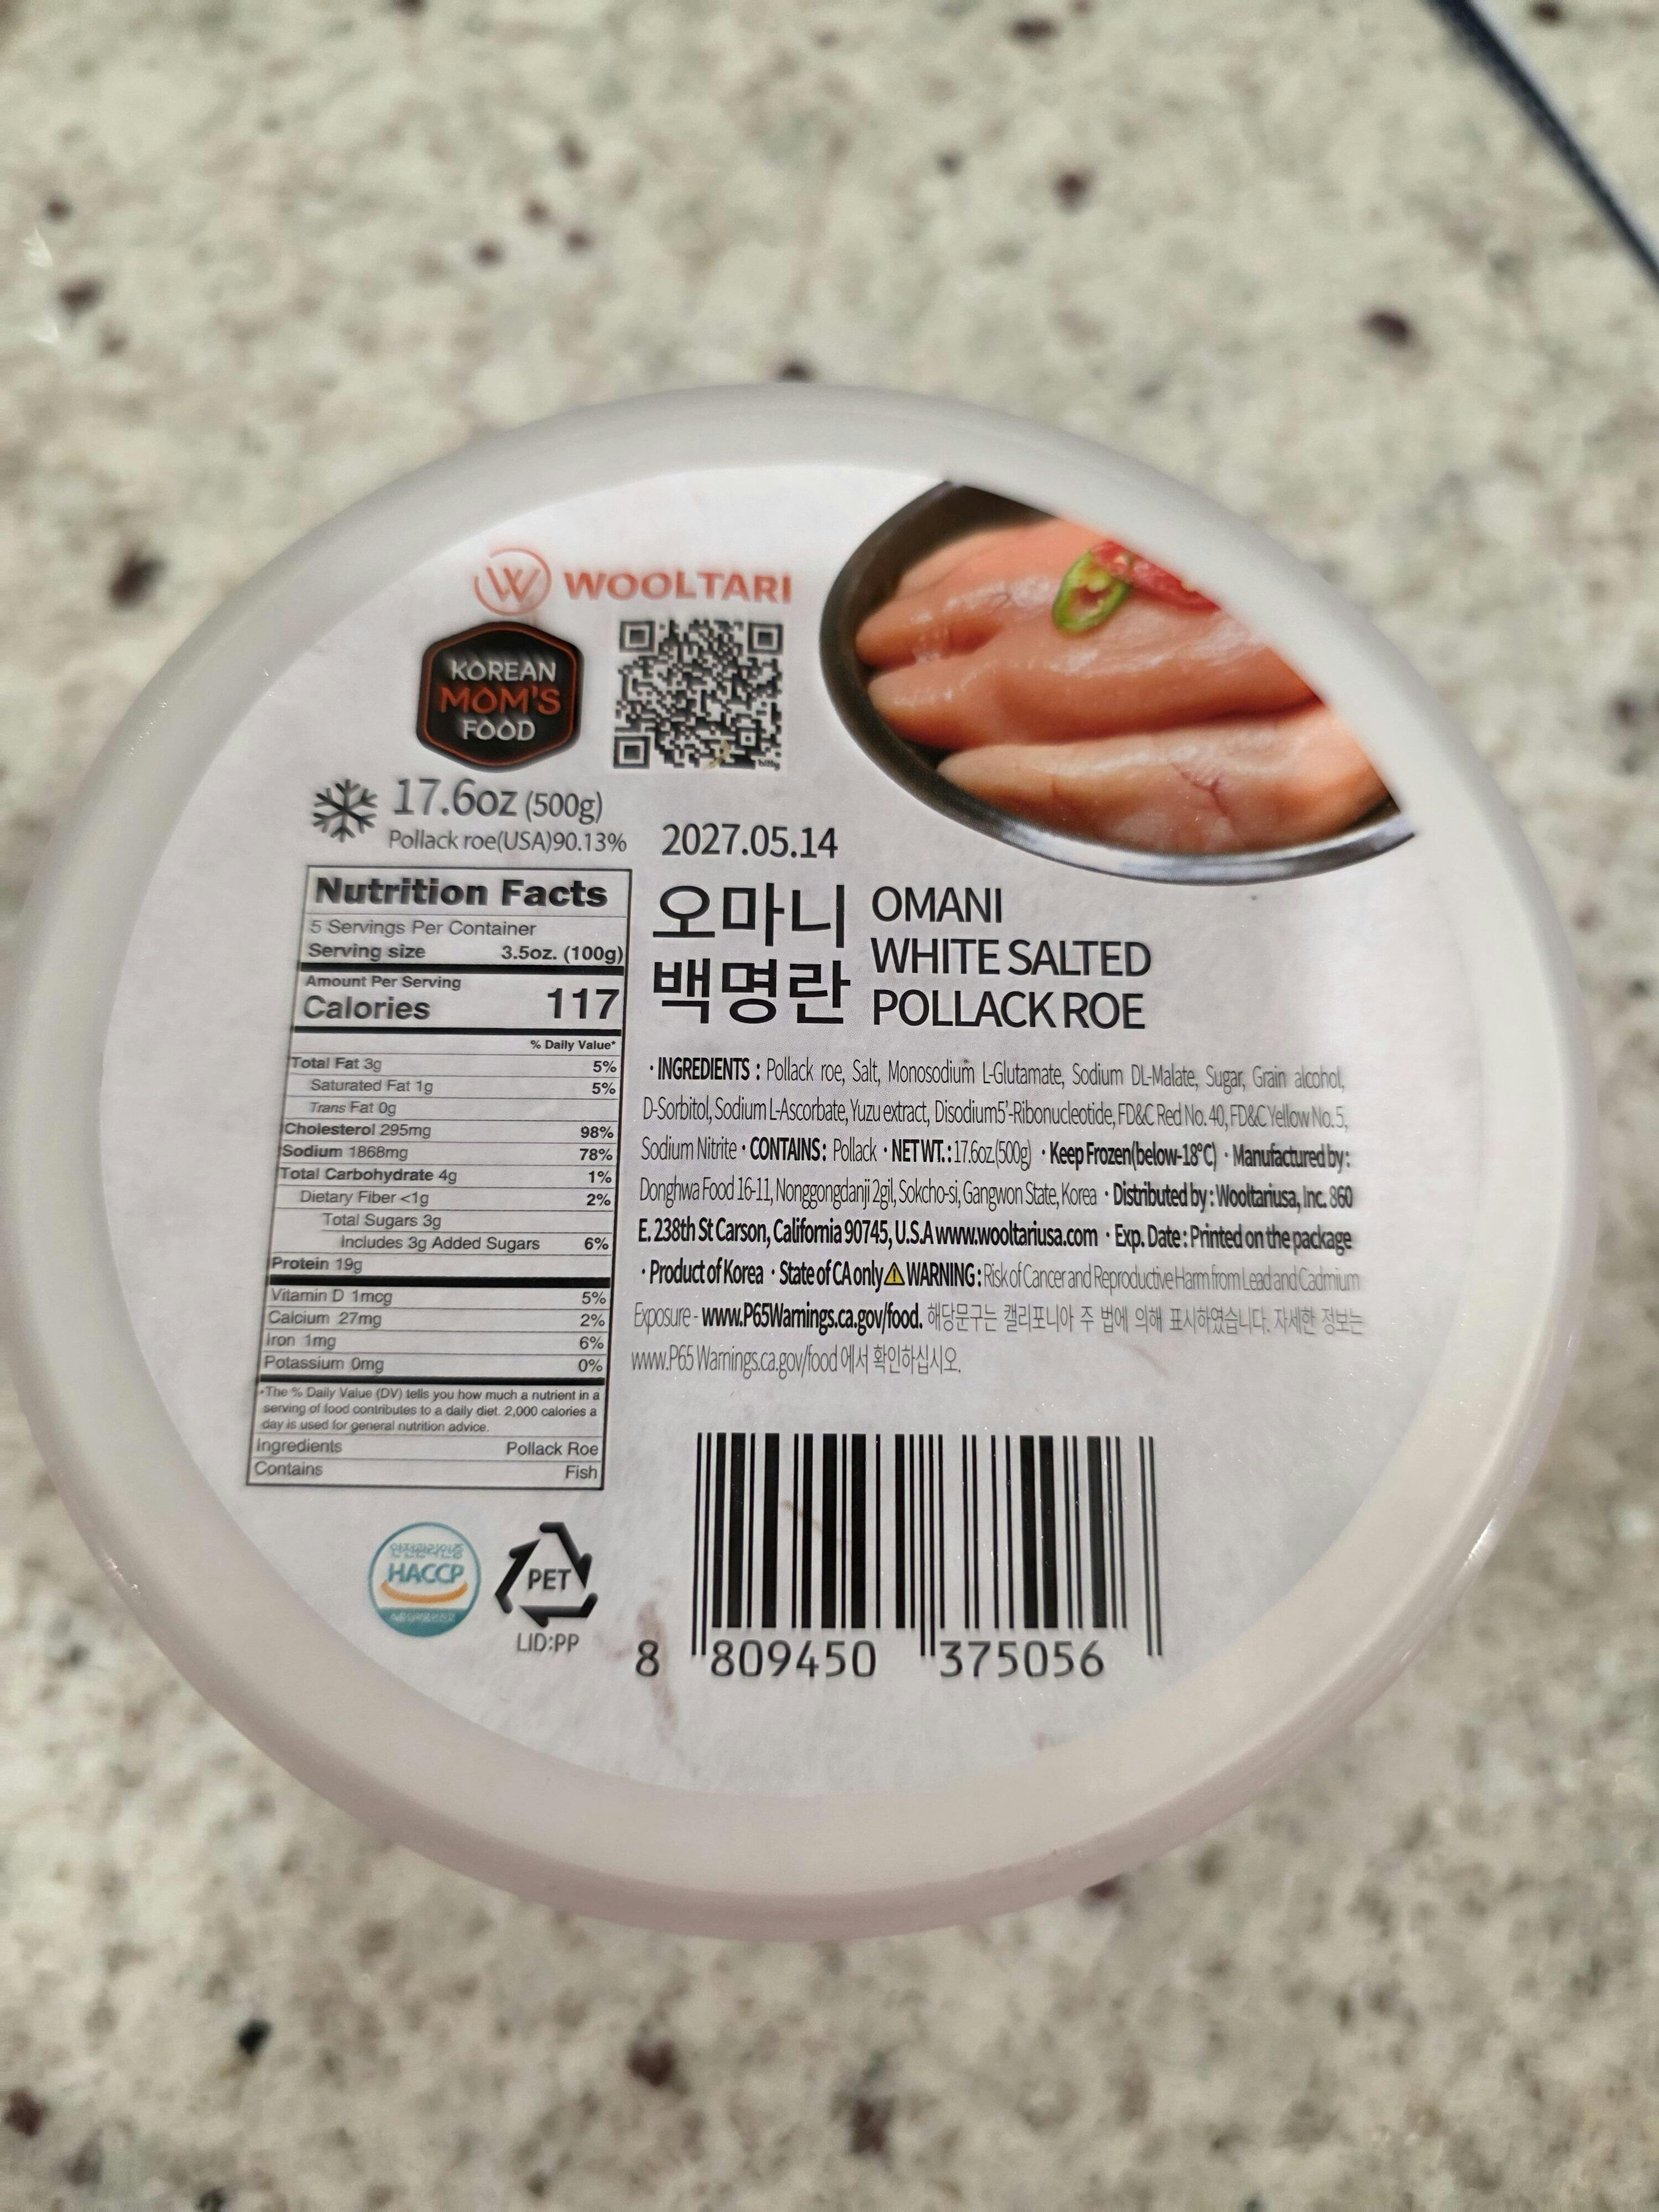 WOOLTARI
KOREAN
MOM'S
FOOD
17.6oz (500g)
Pollack roe(USA)90.13%
2027.05.14
오마니
백명란
OMANI
WHITE SALTED
POLLACK ROE
Nutrition Facts
5 Servings Per Container
Serving size 3.5oz. (100g)
Amount Per Serving
Calories 117
% Daily Value*
Total Fat 3g 5%
Saturated Fat 1g 5%
Trans Fat 0g
Cholesterol 295mg 98%
Sodium 1868mg 78%
Total Carbohydrate 4g 1%
Dietary Fiber <1g 2%
Total Sugars 3g
Includes 3g Added Sugars 6%
Protein 19g
Vitamin D 1mcg 5%
Calcium 27mg 2%
Iron 1mg 6%
Potassium 0mg 0%
*The % Daily Value (DV) tells you how much a nutrient in a
serving of food contributes to a daily diet. 2,000 calories a
day is used for general nutrition advice.
Ingredients Pollack Roe
Contains Fish
· INGREDIENTS : Pollack roe, Salt, Monosodium L-Glutamate, Sodium DL-Malate, Sugar, Grain alcohol,
D-Sorbitol, Sodium L-Ascorbate, Yuzu extract, Disodium5'-Ribonucleotide, FD&C Red No. 40, FD&C Yellow No. 5,
Sodium Nitrite · CONTAINS : Pollack · NET WT. : 17.6oz(500g) · Keep Frozen(below-18°C) · Manufactured by :
Donghwa Food 16-11, Nonggongdanji 2gil, Sokcho-si, Gangwon State, Korea · Distributed by : Wooltariusa, Inc. 860
E. 238th St Carson, California 90745, U.S.A www.wooltariusa.com · Exp. Date : Printed on the package
· Product of Korea · State of CA only ⚠ WARNING : Risk of Cancer and Reproductive Harm from Lead and Cadmium
Exposure - www.P65Warnings.ca.gov/food. 해당문구는 캘리포니아 주 법에 의해 표시하였습니다. 자세한 정보는
www.P65 Warnings.ca.gov/food 에서 확인하십시오.
안전관리인증
HACCP
PET
LID:PP
8 809450 375056